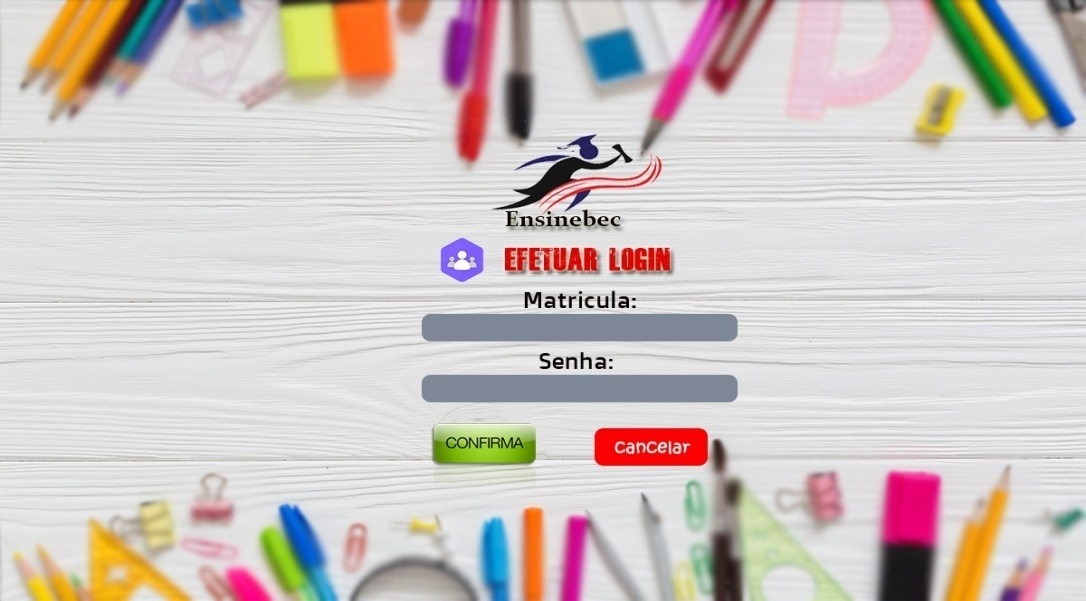 Ensinebec
EFETUAR LOGIN
Matricula:
Senha:
CONFIRMA
Cancelar